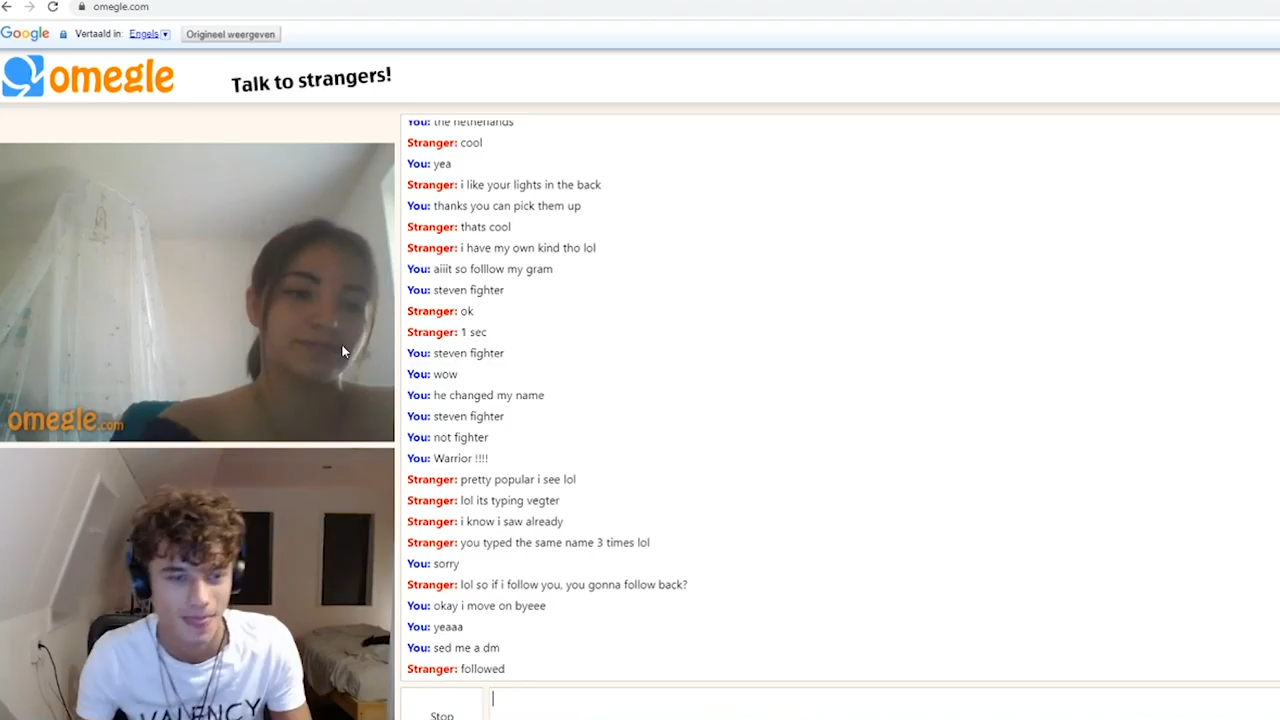 omegle.com
Google Vertaald in: Engels Origineel weergeven
omegle Talk to strangers!
You: the netherlands
Stranger: cool
You: yea
Stranger: i like your lights in the back
You: thanks you can pick them up
Stranger: thats cool
Stranger: i have my own kind tho lol
You: aiiit so folllow my gram
You: steven fighter
Stranger: ok
Stranger: 1 sec
You: steven fighter
You: wow
You: he changed my name
You: steven fighter
You: not fighter
You: Warrior !!!!
Stranger: pretty popular i see lol
Stranger: lol its typing vegter
Stranger: i know i saw already
Stranger: you typed the same name 3 times lol
You: sorry
Stranger: lol so if i follow you, you gonna follow back?
You: okay i move on byeee
You: yeaaa
You: sed me a dm
Stranger: followed
omegle.com
VALENCY
Stop